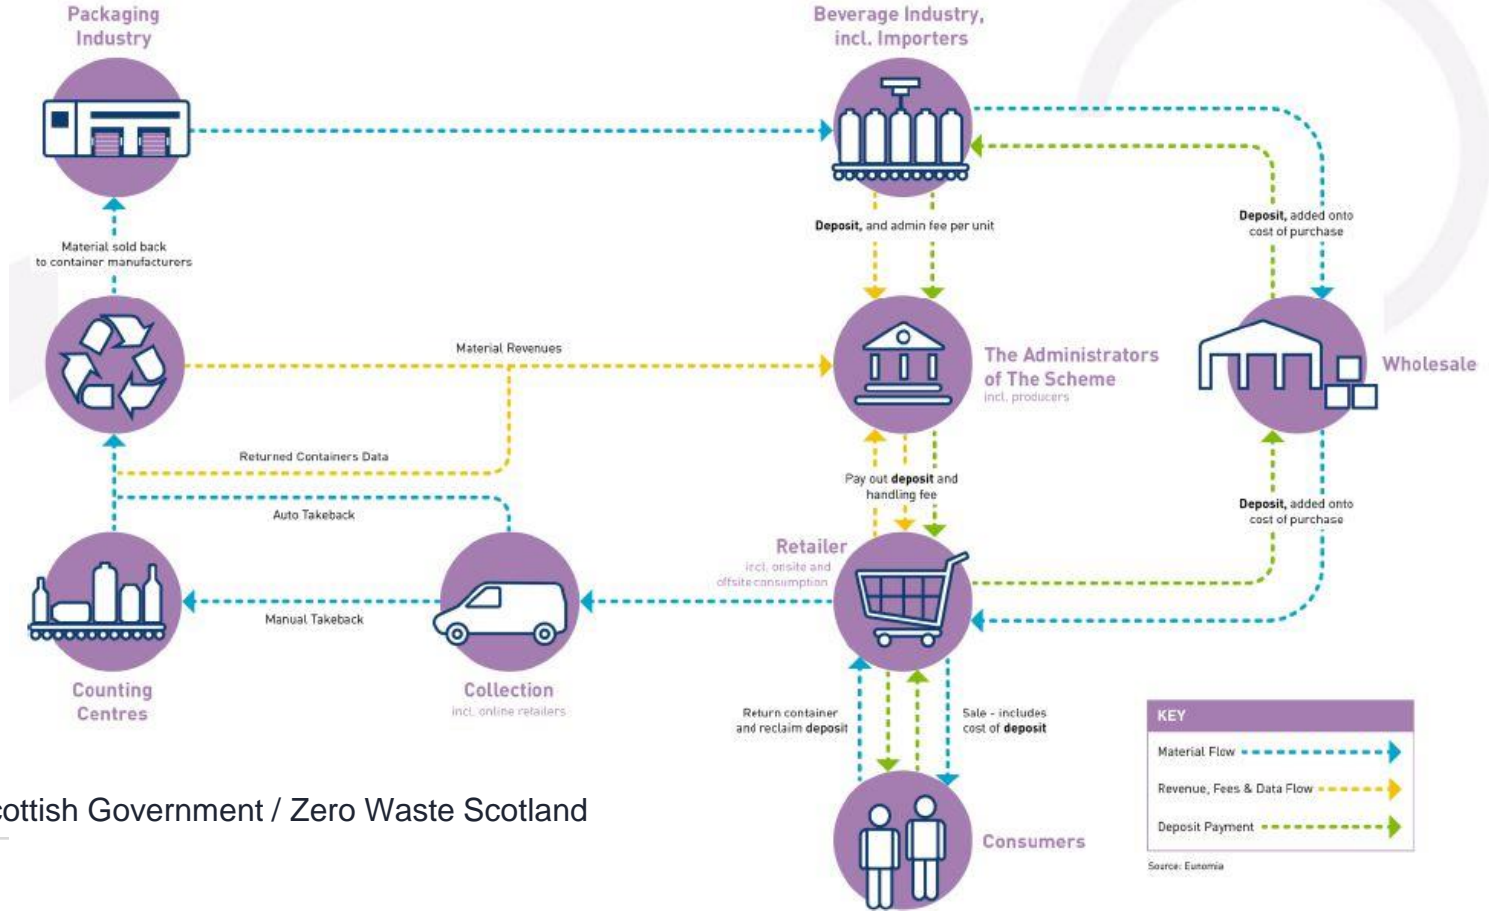 Packaging
Industry
Beverage Industry,
incl. Importers
Deposit, and admin fee per unit
Deposit, added onto
cost of purchase
Material sold back
to container manufacturers
Material Revenues
The Administrators
of The Scheme
incl. producers
Wholesale
Returned Containers Data
Pay out deposit and
handling fee
Auto Takeback
Deposit, added onto
cost of purchase
Retailer
incl. onsite and
offsite consumption
Manual Takeback
Counting
Centres
Collection
incl. online retailers
Return container
and reclaim deposit
Sale - includes
cost of deposit
KEY
Material Flow
Revenue, Fees & Data Flow
Deposit Payment
Source: Eunomia
cottish Government / Zero Waste Scotland
Consumers